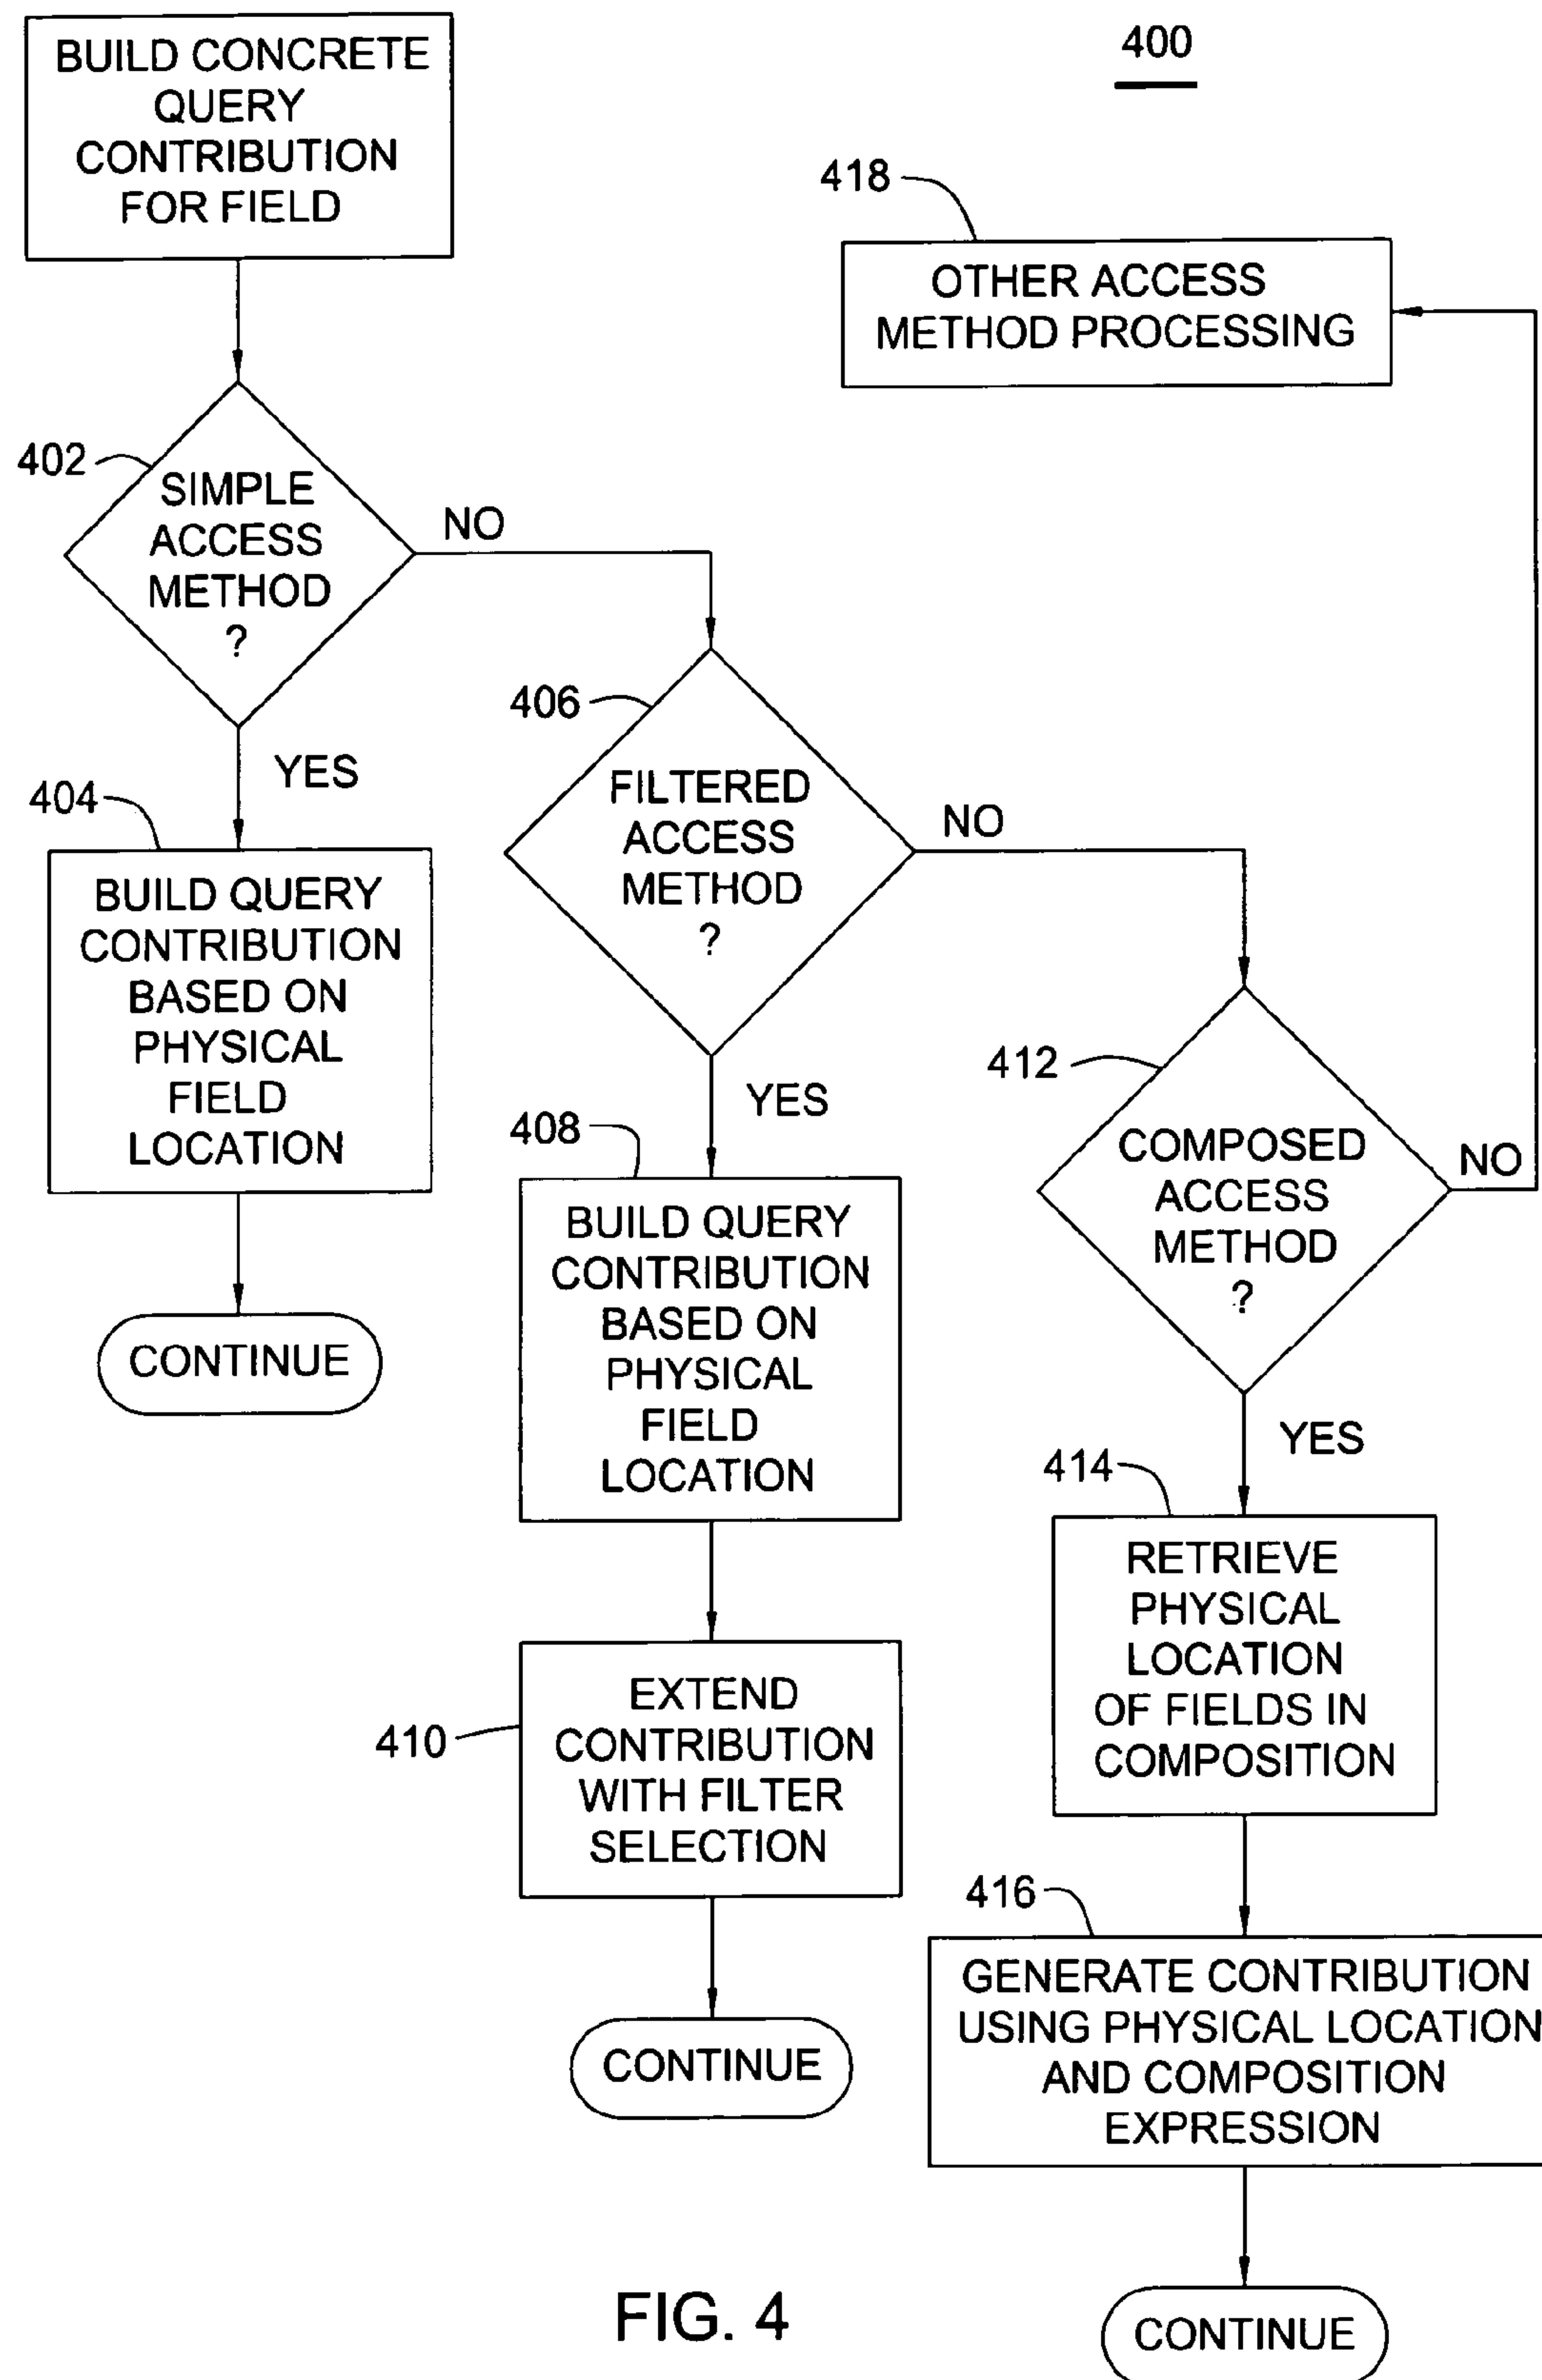 BUILD CONCRETE
QUERY
CONTRIBUTION
FOR FIELD
400
418
OTHER ACCESS
METHOD PROCESSING
402
SIMPLE
ACCESS
METHOD
?
NO
YES
406
FILTERED
ACCESS
METHOD
?
NO
YES
404
BUILD QUERY
CONTRIBUTION
BASED ON
PHYSICAL
FIELD
LOCATION
CONTINUE
412
COMPOSED
ACCESS
METHOD
?
NO
YES
408
BUILD QUERY
CONTRIBUTION
BASED ON
PHYSICAL
FIELD
LOCATION
410
EXTEND
CONTRIBUTION
WITH FILTER
SELECTION
CONTINUE
414
RETRIEVE
PHYSICAL
LOCATION
OF FIELDS IN
COMPOSITION
416
GENERATE CONTRIBUTION
USING PHYSICAL LOCATION
AND COMPOSITION
EXPRESSION
CONTINUE
FIG. 4